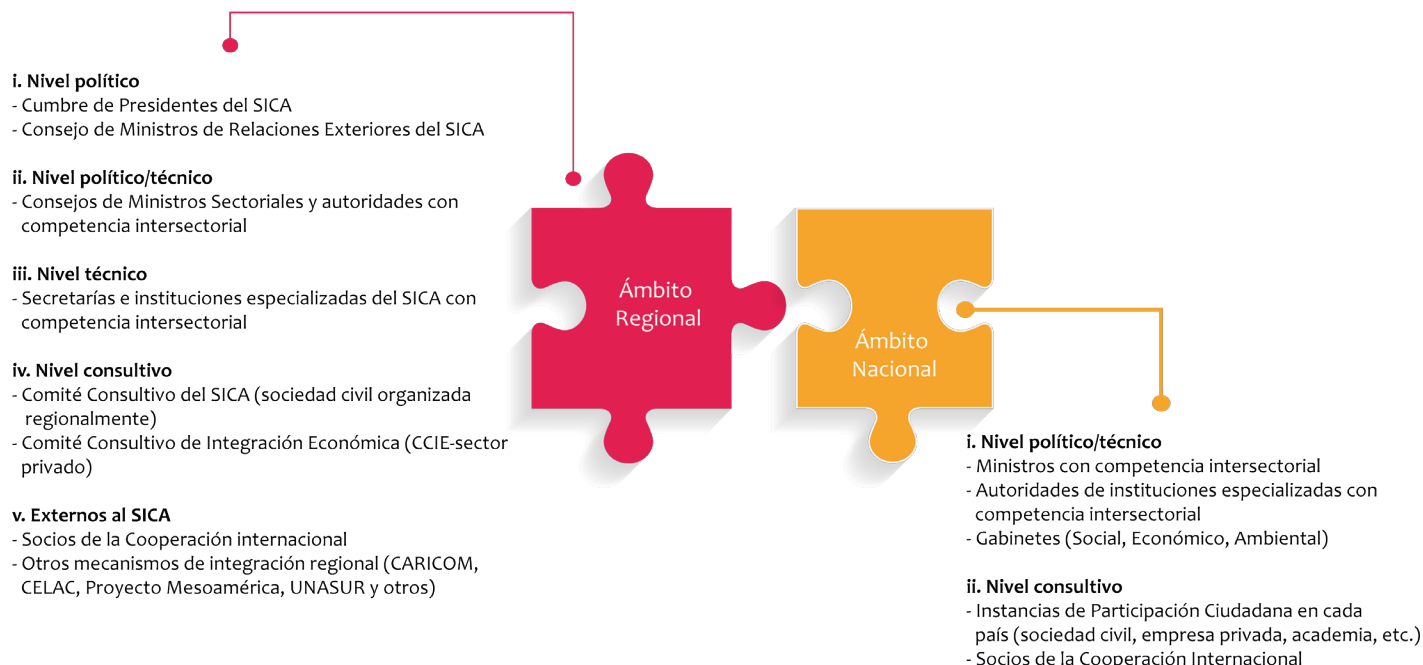 i. Nivel político
- Cumbre de Presidentes del SICA
- Consejo de Ministros de Relaciones Exteriores del SICA
ii. Nivel político/técnico
- Consejos de Ministros Sectoriales y autoridades con
competencia intersectorial
iii. Nivel técnico
- Secretarías e instituciones especializadas del SICA con
competencia intersectorial
iv. Nivel consultivo
- Comité Consultivo del SICA (sociedad civil organizada
regionalmente)
- Comité Consultivo de Integración Económica (CCIE-sector
privado)
v. Externos al SICA
- Socios de la Cooperación internacional
- Otros mecanismos de integración regional (CARICOM,
CELAC, Proyecto Mesoamérica, UNASUR y otros)
Ámbito
Regional
Ámbito
Nacional
i. Nivel político/técnico
- Ministros con competencia intersectorial
- Autoridades de instituciones especializadas con
competencia intersectorial
- Gabinetes (Social, Económico, Ambiental)
ii. Nivel consultivo
- Instancias de Participación Ciudadana en cada
país (sociedad civil, empresa privada, academia, etc.)
- Socios de la Cooperación Internacional